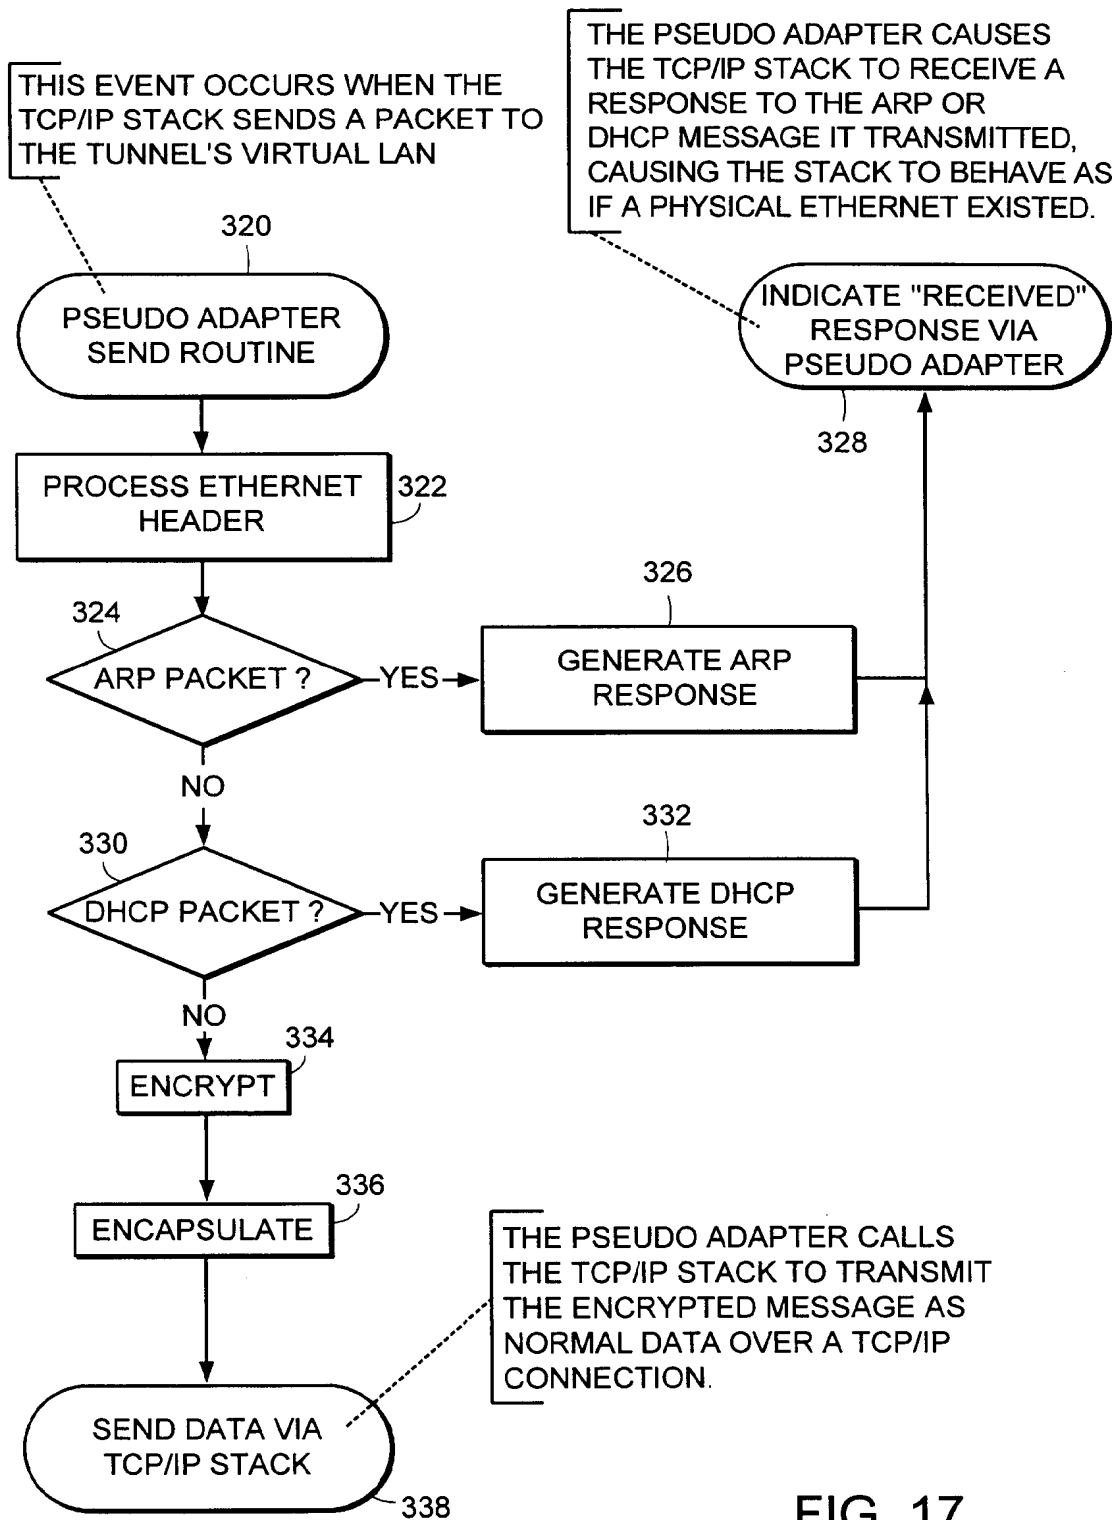 THE PSEUDO ADAPTER CAUSES
THE TCP/IP STACK TO RECEIVE A
RESPONSE TO THE ARP OR
DHCP MESSAGE IT TRANSMITTED,
CAUSING THE STACK TO BEHAVE AS
IF A PHYSICAL ETHERNET EXISTED.
THIS EVENT OCCURS WHEN THE
TCP/IP STACK SENDS A PACKET TO
THE TUNNEL'S VIRTUAL LAN
320
PSEUDO ADAPTER
SEND ROUTINE
INDICATE "RECEIVED"
RESPONSE VIA
PSEUDO ADAPTER
328
PROCESS ETHERNET
HEADER
322
324
ARP PACKET ?
YES
326
GENERATE ARP
RESPONSE
NO
330
DHCP PACKET ?
YES
332
GENERATE DHCP
RESPONSE
NO
334
ENCRYPT
336
ENCAPSULATE
THE PSEUDO ADAPTER CALLS
THE TCP/IP STACK TO TRANSMIT
THE ENCRYPTED MESSAGE AS
NORMAL DATA OVER A TCP/IP
CONNECTION.
SEND DATA VIA
TCP/IP STACK
338
FIG. 17